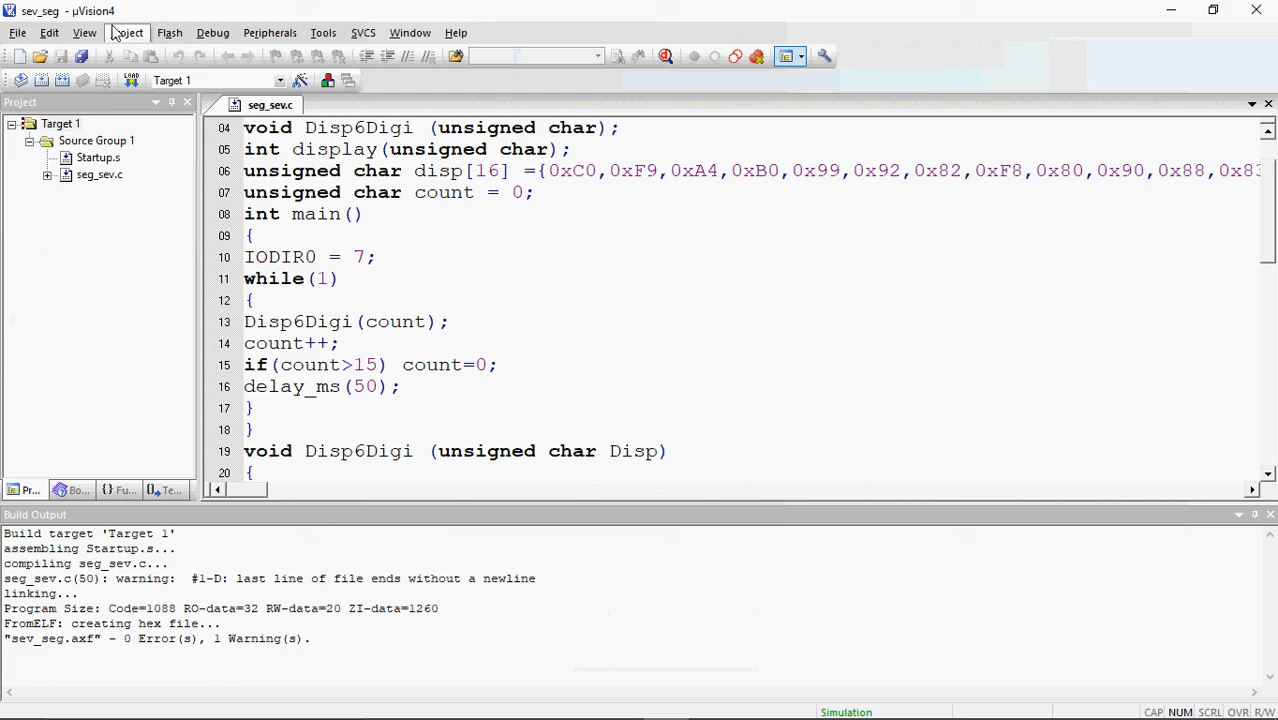 sev_seg - µVision4
File Edit View Project Flash Debug Peripherals Tools SVCS Window Help
LOAD Target 1
Project
seg_sev.c
Target 1
Source Group 1
Startup.s
seg_sev.c
04 void Disp6Digi (unsigned char);
05 int display(unsigned char);
06 unsigned char disp[16] ={0xC0,0xF9,0xA4,0xB0,0x99,0x92,0x82,0xF8,0x80,0x90,0x88,0x83
07 unsigned char count = 0;
08 int main()
09 {
10 IODIR0 = 7;
11 while(1)
12 {
13 Disp6Digi(count);
14 count++;
15 if(count>15) count=0;
16 delay_ms(50);
17 }
18 }
19 void Disp6Digi (unsigned char Disp)
20 {
Pr... Bo... {} Fu... Te...
Build Output
Build target 'Target 1'
assembling Startup.s...
compiling seg_sev.c...
seg_sev.c(50): warning:  #1-D: last line of file ends without a newline
linking...
Program Size: Code=1088 RO-data=32 RW-data=20 ZI-data=1260
FromELF: creating hex file...
"sev_seg.axf" - 0 Error(s), 1 Warning(s).
Simulation CAP NUM SCRL OVR R/W